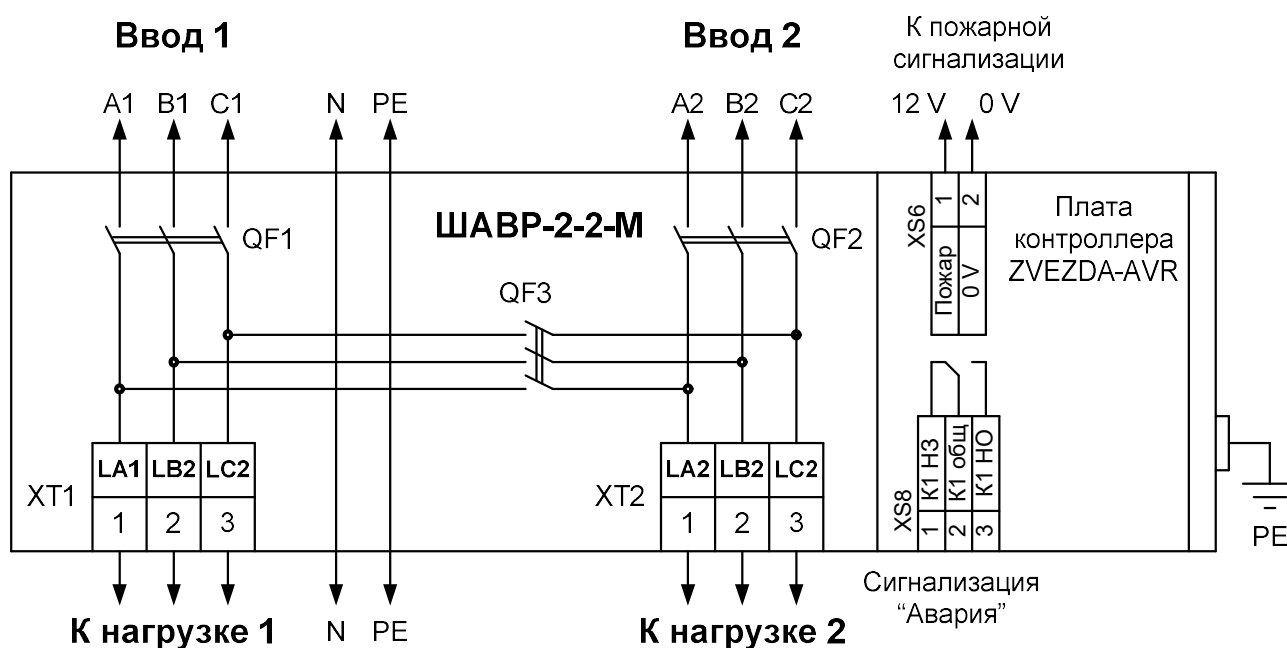 Ввод 1
Ввод 2
К пожарной
сигнализации
A1 B1 C1 N PE
A2 B2 C2
12 V 0 V
ШАВР-2-2-М
QF1
QF2
QF3
XS6
1 2
Пожар
0 V
Плата
контроллера
ZVEZDA-AVR
XT1
LA1 LB2 LC2
1 2 3
XT2
LA2 LB2 LC2
1 2 3
XS8
1 К1 НЗ
2 К1 общ
3 К1 НО
PE
К нагрузке 1
N PE
К нагрузке 2
Сигнализация
“Авария”